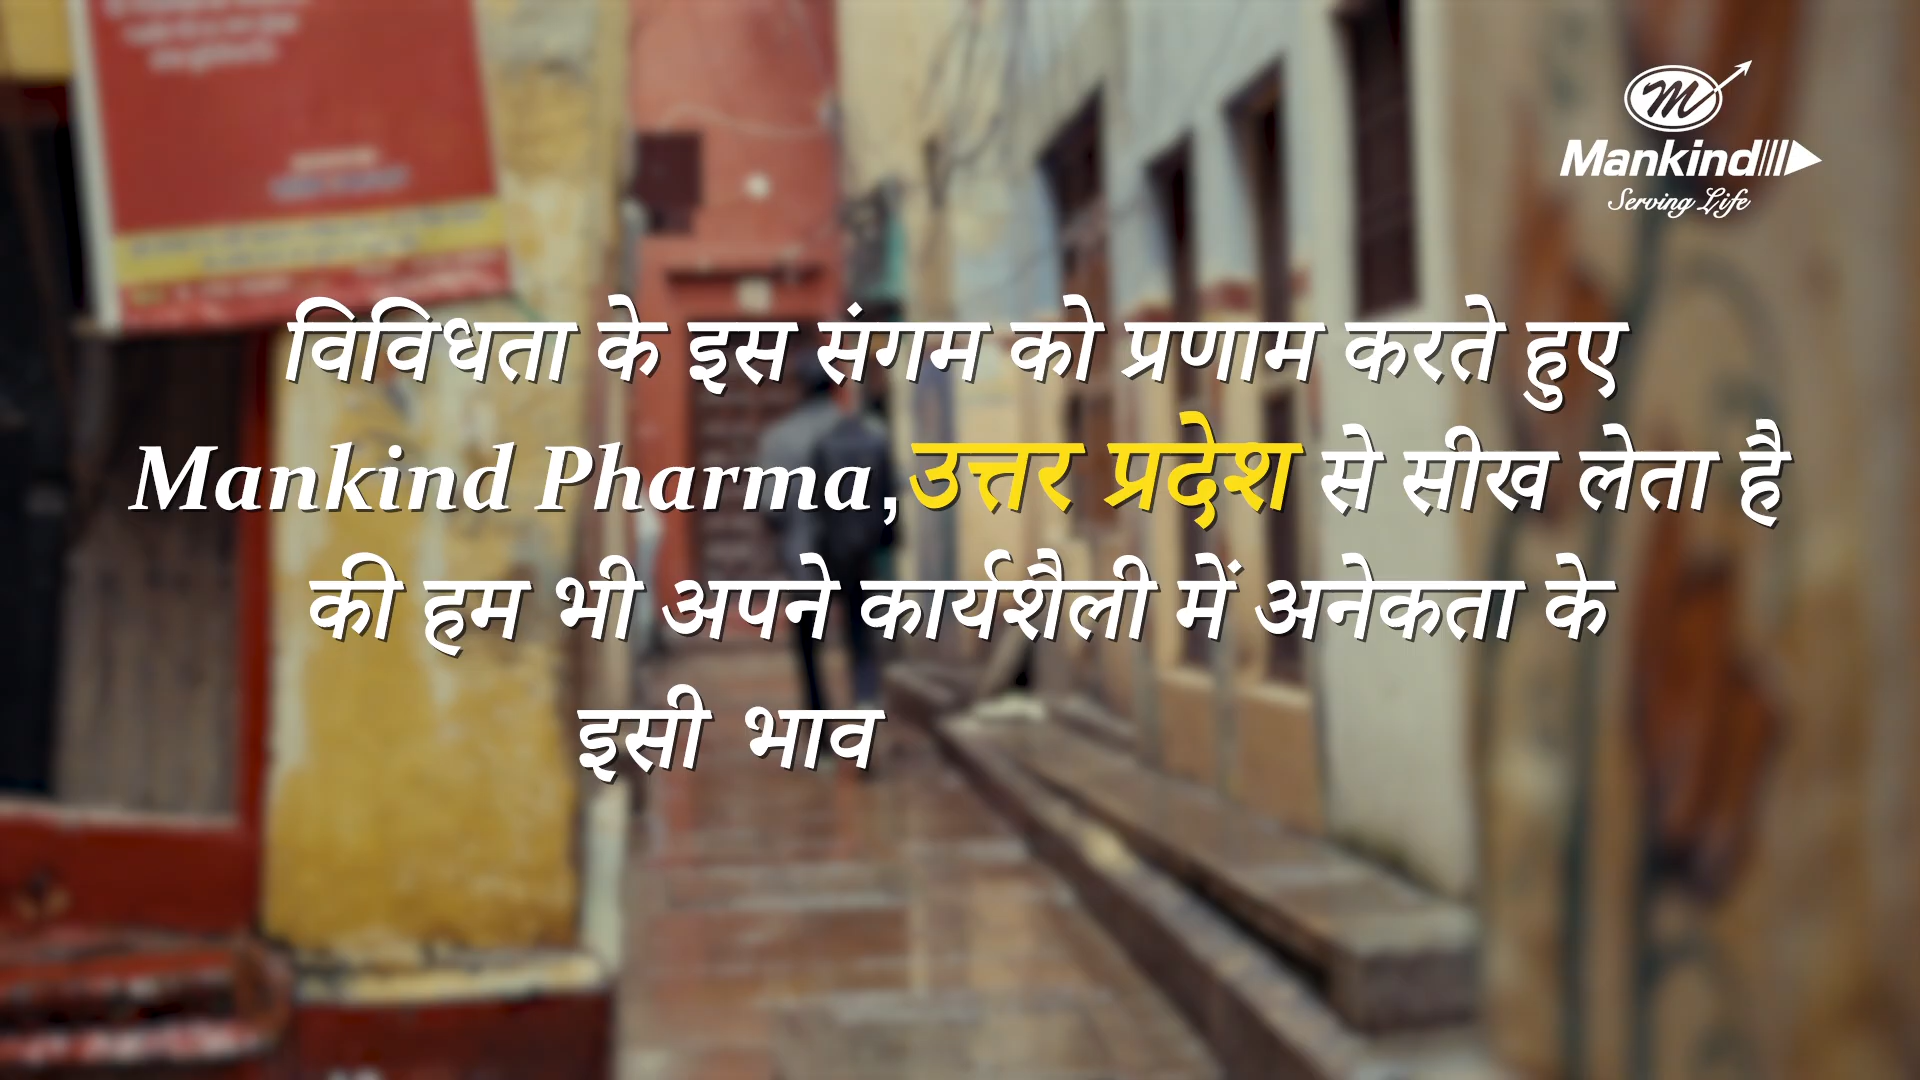 Mankind
Serving Life
विविधता के इस संगम को प्रणाम करते हुए
Mankind Pharma,उत्तर प्रदेश से सीख लेता है
की हम भी अपने कार्यशैली में अनेकता के
इसी भाव